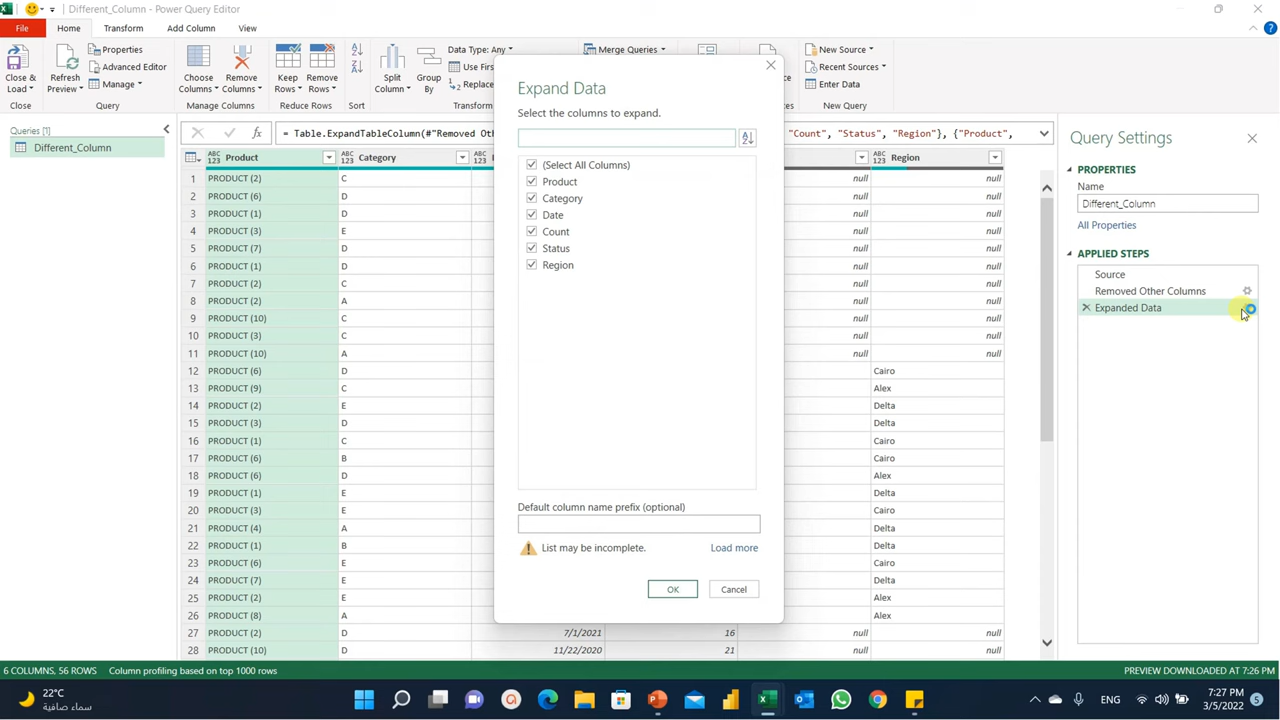 Different_Column - Power Query Editor
File Home Transform Add Column View
Close & Load
Close
Refresh Preview
Properties
Advanced Editor
Manage
Query
Choose Columns
Remove Columns
Manage Columns
Keep Rows
Remove Rows
Reduce Rows
Sort
Split Column
Group By
Data Type: Any
Use Firs
Replace
Transform
Merge Queries
New Source
Recent Sources
Enter Data
New Query
Queries [1]
Different_Column
= Table.ExpandTableColumn(#"Removed Oth
"Count", "Status", "Region"}, {"Product",
ABC 123 Product ABC 123 Category ABC 123 Region
1 PRODUCT (2) C null null
2 PRODUCT (6) D null null
3 PRODUCT (1) D null null
4 PRODUCT (3) E null null
5 PRODUCT (7) D null null
6 PRODUCT (1) D null null
7 PRODUCT (2) C null null
8 PRODUCT (2) A null null
9 PRODUCT (10) C null null
10 PRODUCT (3) C null null
11 PRODUCT (10) A null null
12 PRODUCT (6) D Cairo
13 PRODUCT (9) C Alex
14 PRODUCT (2) E Delta
15 PRODUCT (3) D Delta
16 PRODUCT (1) C Cairo
17 PRODUCT (6) B Cairo
18 PRODUCT (6) D Alex
19 PRODUCT (1) E Delta
20 PRODUCT (3) E Cairo
21 PRODUCT (4) A Delta
22 PRODUCT (1) B Delta
23 PRODUCT (6) E Cairo
24 PRODUCT (7) E Delta
25 PRODUCT (2) E Alex
26 PRODUCT (8) A Alex
27 PRODUCT (2) D 7/1/2021 16 null null
28 PRODUCT (10) D 11/22/2020 21 null null
Expand Data
Select the columns to expand.
(Select All Columns)
Product
Category
Date
Count
Status
Region
Default column name prefix (optional)
List may be incomplete. Load more
OK Cancel
Query Settings
PROPERTIES
Name
Different_Column
All Properties
APPLIED STEPS
Source
Removed Other Columns
Expanded Data
6 COLUMNS, 56 ROWS Column profiling based on top 1000 rows PREVIEW DOWNLOADED AT 7:26 PM
22°C
سماء صافية
ENG
7:27 PM
3/5/2022
5